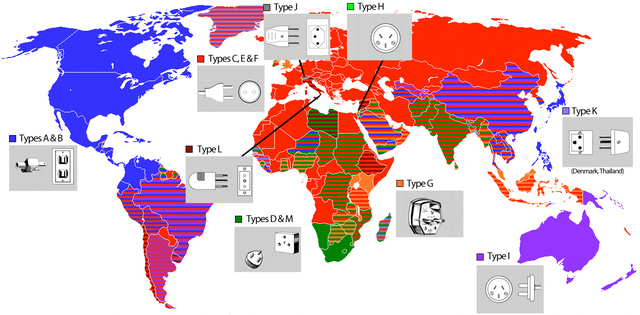 Type J
Type H
Types C, E & F
Types A & B
Type K
(Denmark, Thailand)
Type L
Type G
Types D & M
Type I